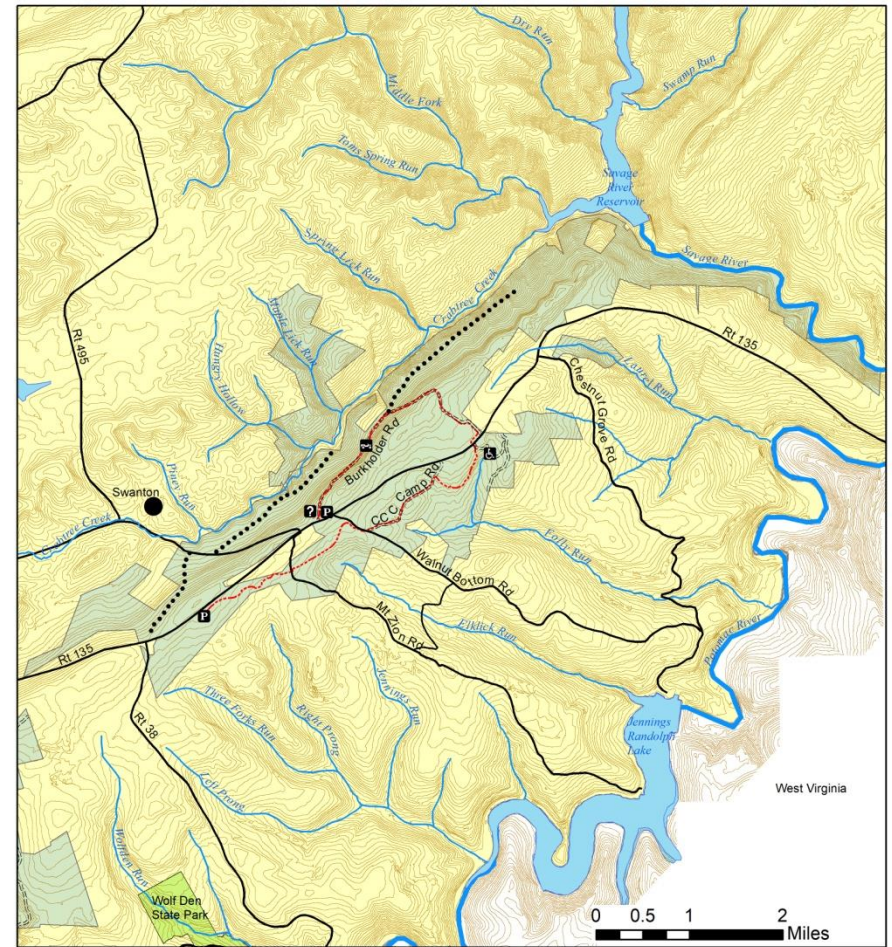 Dry Run
Swamp Run
Middle Fork
Toms Spring Run
Savage
River
Reservoir
Spring Lick Run
Savage River
Crabtree Creek
Maple Lick Run
Rt 495
Rt 135
Hungry Hollow
Laurel Run
Chestnut Grove Rd
Burkholder Rd
Piney Run
CCC Camp Rd
Swanton
?
P
Crabtree Creek
Folly Run
Walnut Bottom Rd
P
Mt Zion Rd
Elklick Run
Potomac River
Rt 135
Jennings Run
Three Forks Run
Right Prong
Rt 38
Jennings
Randolph
Lake
Left Prong
West Virginia
Wolfden Run
Wolf Den
State Park
0 0.5 1 2
Miles